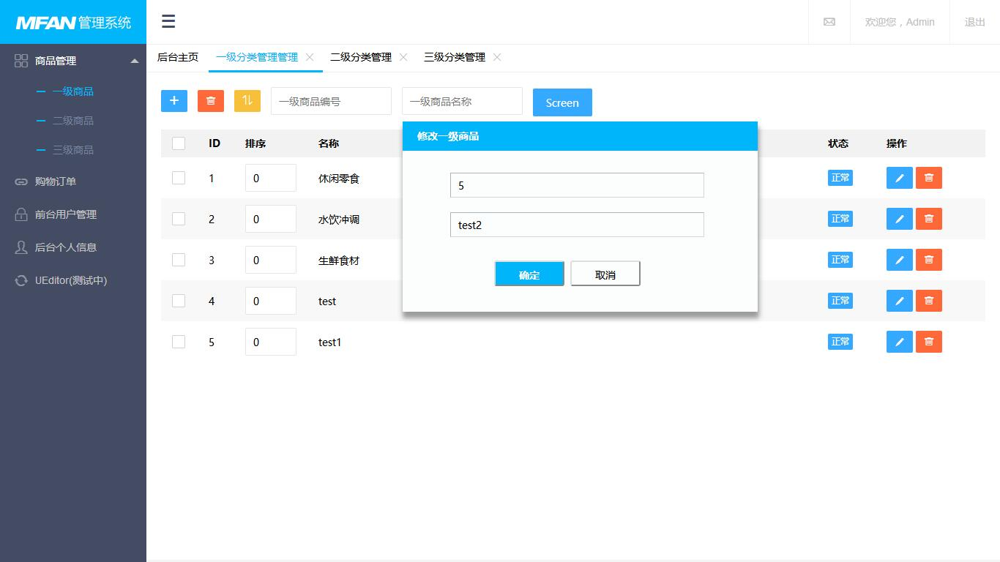 MFAN 管理系统
欢迎您，Admin
退出
商品管理
一级商品
二级商品
三级商品
购物订单
前台用户管理
后台个人信息
UEditor(测试中)
后台主页
一级分类管理管理
二级分类管理
三级分类管理
一级商品编号
一级商品名称
Screen
ID 排序 名称 状态 操作
1 0 休闲零食 正常
2 0 水饮冲调 正常
3 0 生鲜食材 正常
4 0 test 正常
5 0 test1 正常
修改一级商品
5
test2
确定 取消